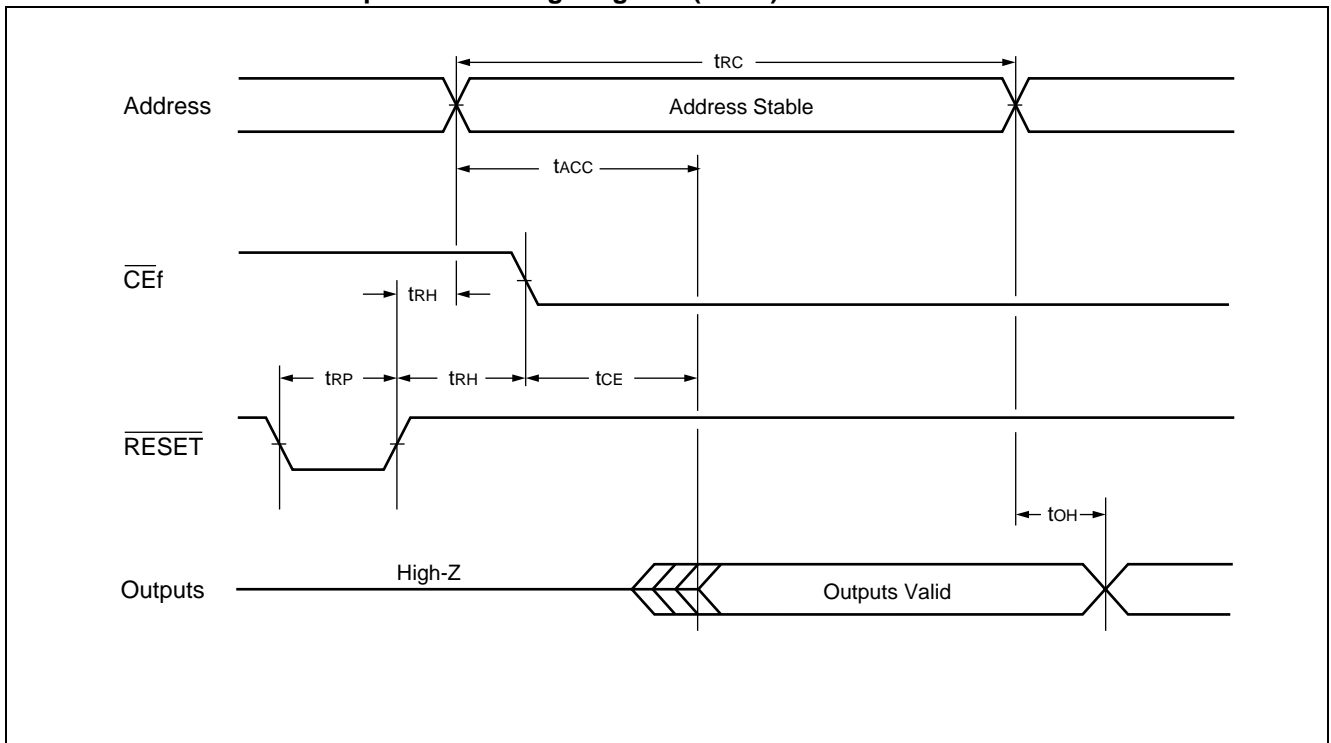 tRC
Address
Address Stable
tACC
CEf
tRH
tRP
tRH
tCE
RESET
tOH
High-Z
Outputs
Outputs Valid